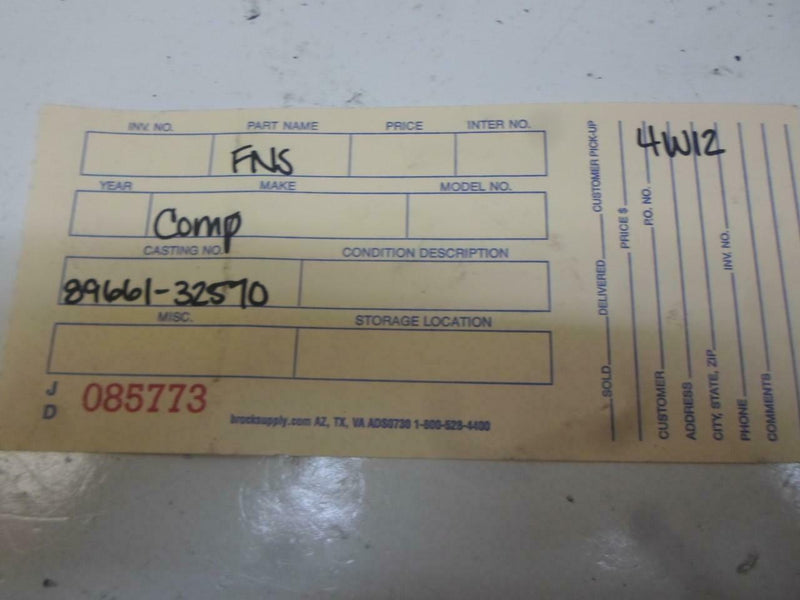 INV. NO. PART NAME PRICE INTER NO.
FNS
YEAR MAKE MODEL NO.
Comp
CASTING NO. CONDITION DESCRIPTION
89661-32570
MISC. STORAGE LOCATION
J
D
085773
brocksupply.com AZ, TX, VA ADS0730 1-800-528-4400
4W12
SOLD DELIVERED CUSTOMER PICK-UP
PRICE $
CUSTOMER P.O. NO.
ADDRESS
CITY, STATE, ZIP
PHONE INV. NO.
COMMENTS